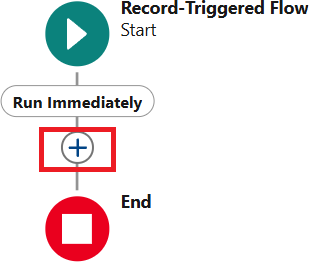 Record-Triggered Flow
Start
Run Immediately
End